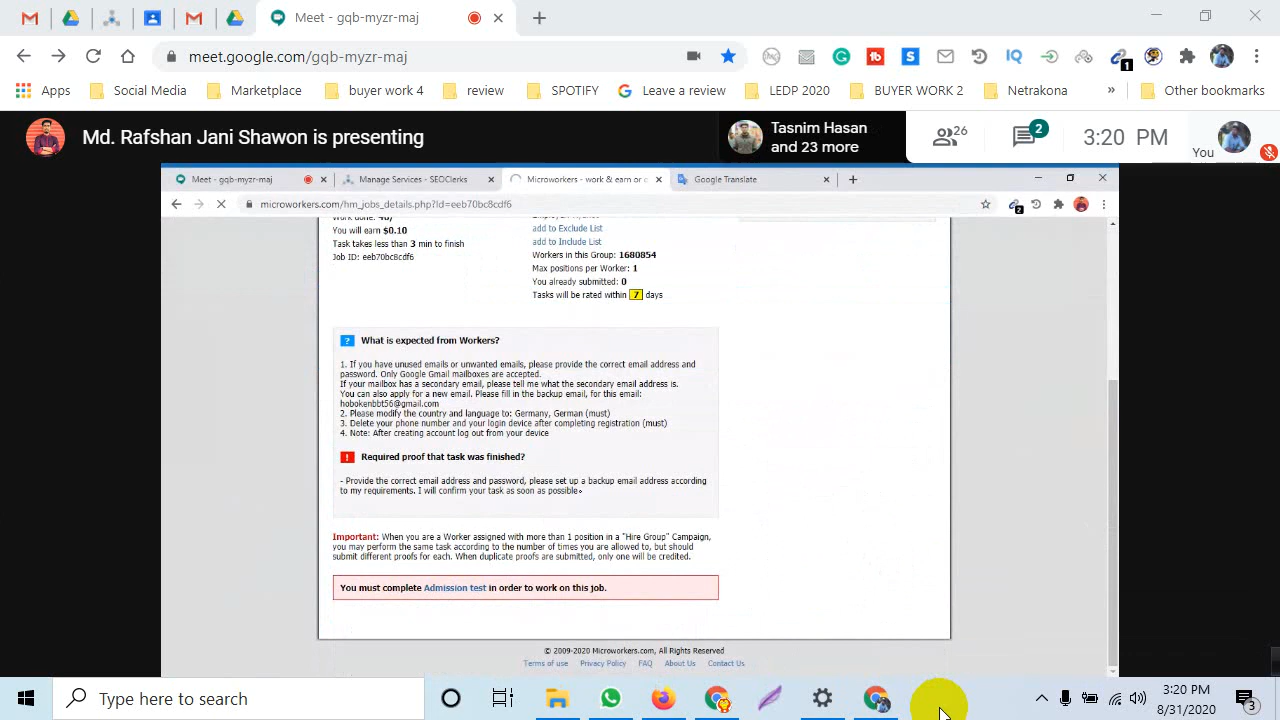 Meet - gqb-myzr-maj
meet.google.com/gqb-myzr-maj
1
Apps
Social Media
Marketplace
buyer work 4
review
SPOTIFY
Leave a review
LEDP 2020
BUYER WORK 2
Netrakona
»
Other bookmarks
Md. Rafshan Jani Shawon is presenting
Tasnim Hasan
and 23 more
26
2
3:20 PM
You
Meet - gqb-myzr-maj
Manage Services - SEOClerks
Microworkers - work & earn or c
Google Translate
microworkers.com/hm_jobs_details.php?Id=eeb70bc8cdf6
2
You will earn $0.10
Task takes less than 3 min to finish
Job ID: eeb70bc8cdf6
add to Exclude List
add to Include List
Workers in this Group: 1680854
Max positions per Worker: 1
You already submitted: 0
Tasks will be rated within 7 days
? What is expected from Workers?
1. If you have unused emails or unwanted emails, please provide the correct email address and
password. Only Google Gmail mailboxes are accepted.
If your mailbox has a secondary email, please tell me what the secondary email address is.
You can also apply for a new email. Please fill in the backup email, for this email:
hobokenbbt56@gmail.com
2. Please modify the country and language to: Germany, German (must)
3. Delete your phone number and your login device after completing registration (must)
4. Note: After creating account log out from your device
! Required proof that task was finished?
- Provide the correct email address and password, please set up a backup email address according
to my requirements. I will confirm your task as soon as possible。
Important: When you are a Worker assigned with more than 1 position in a "Hire Group" Campaign,
you may perform the same task according to the number of times you are allowed to, but should
submit different proofs for each. When duplicate proofs are submitted, only one will be credited.
You must complete Admission test in order to work on this job.
© 2009-2020 Microworkers.com, All Rights Reserved
Terms of use Privacy Policy FAQ About Us Contact Us
Type here to search
3:20 PM
8/31/2020
3